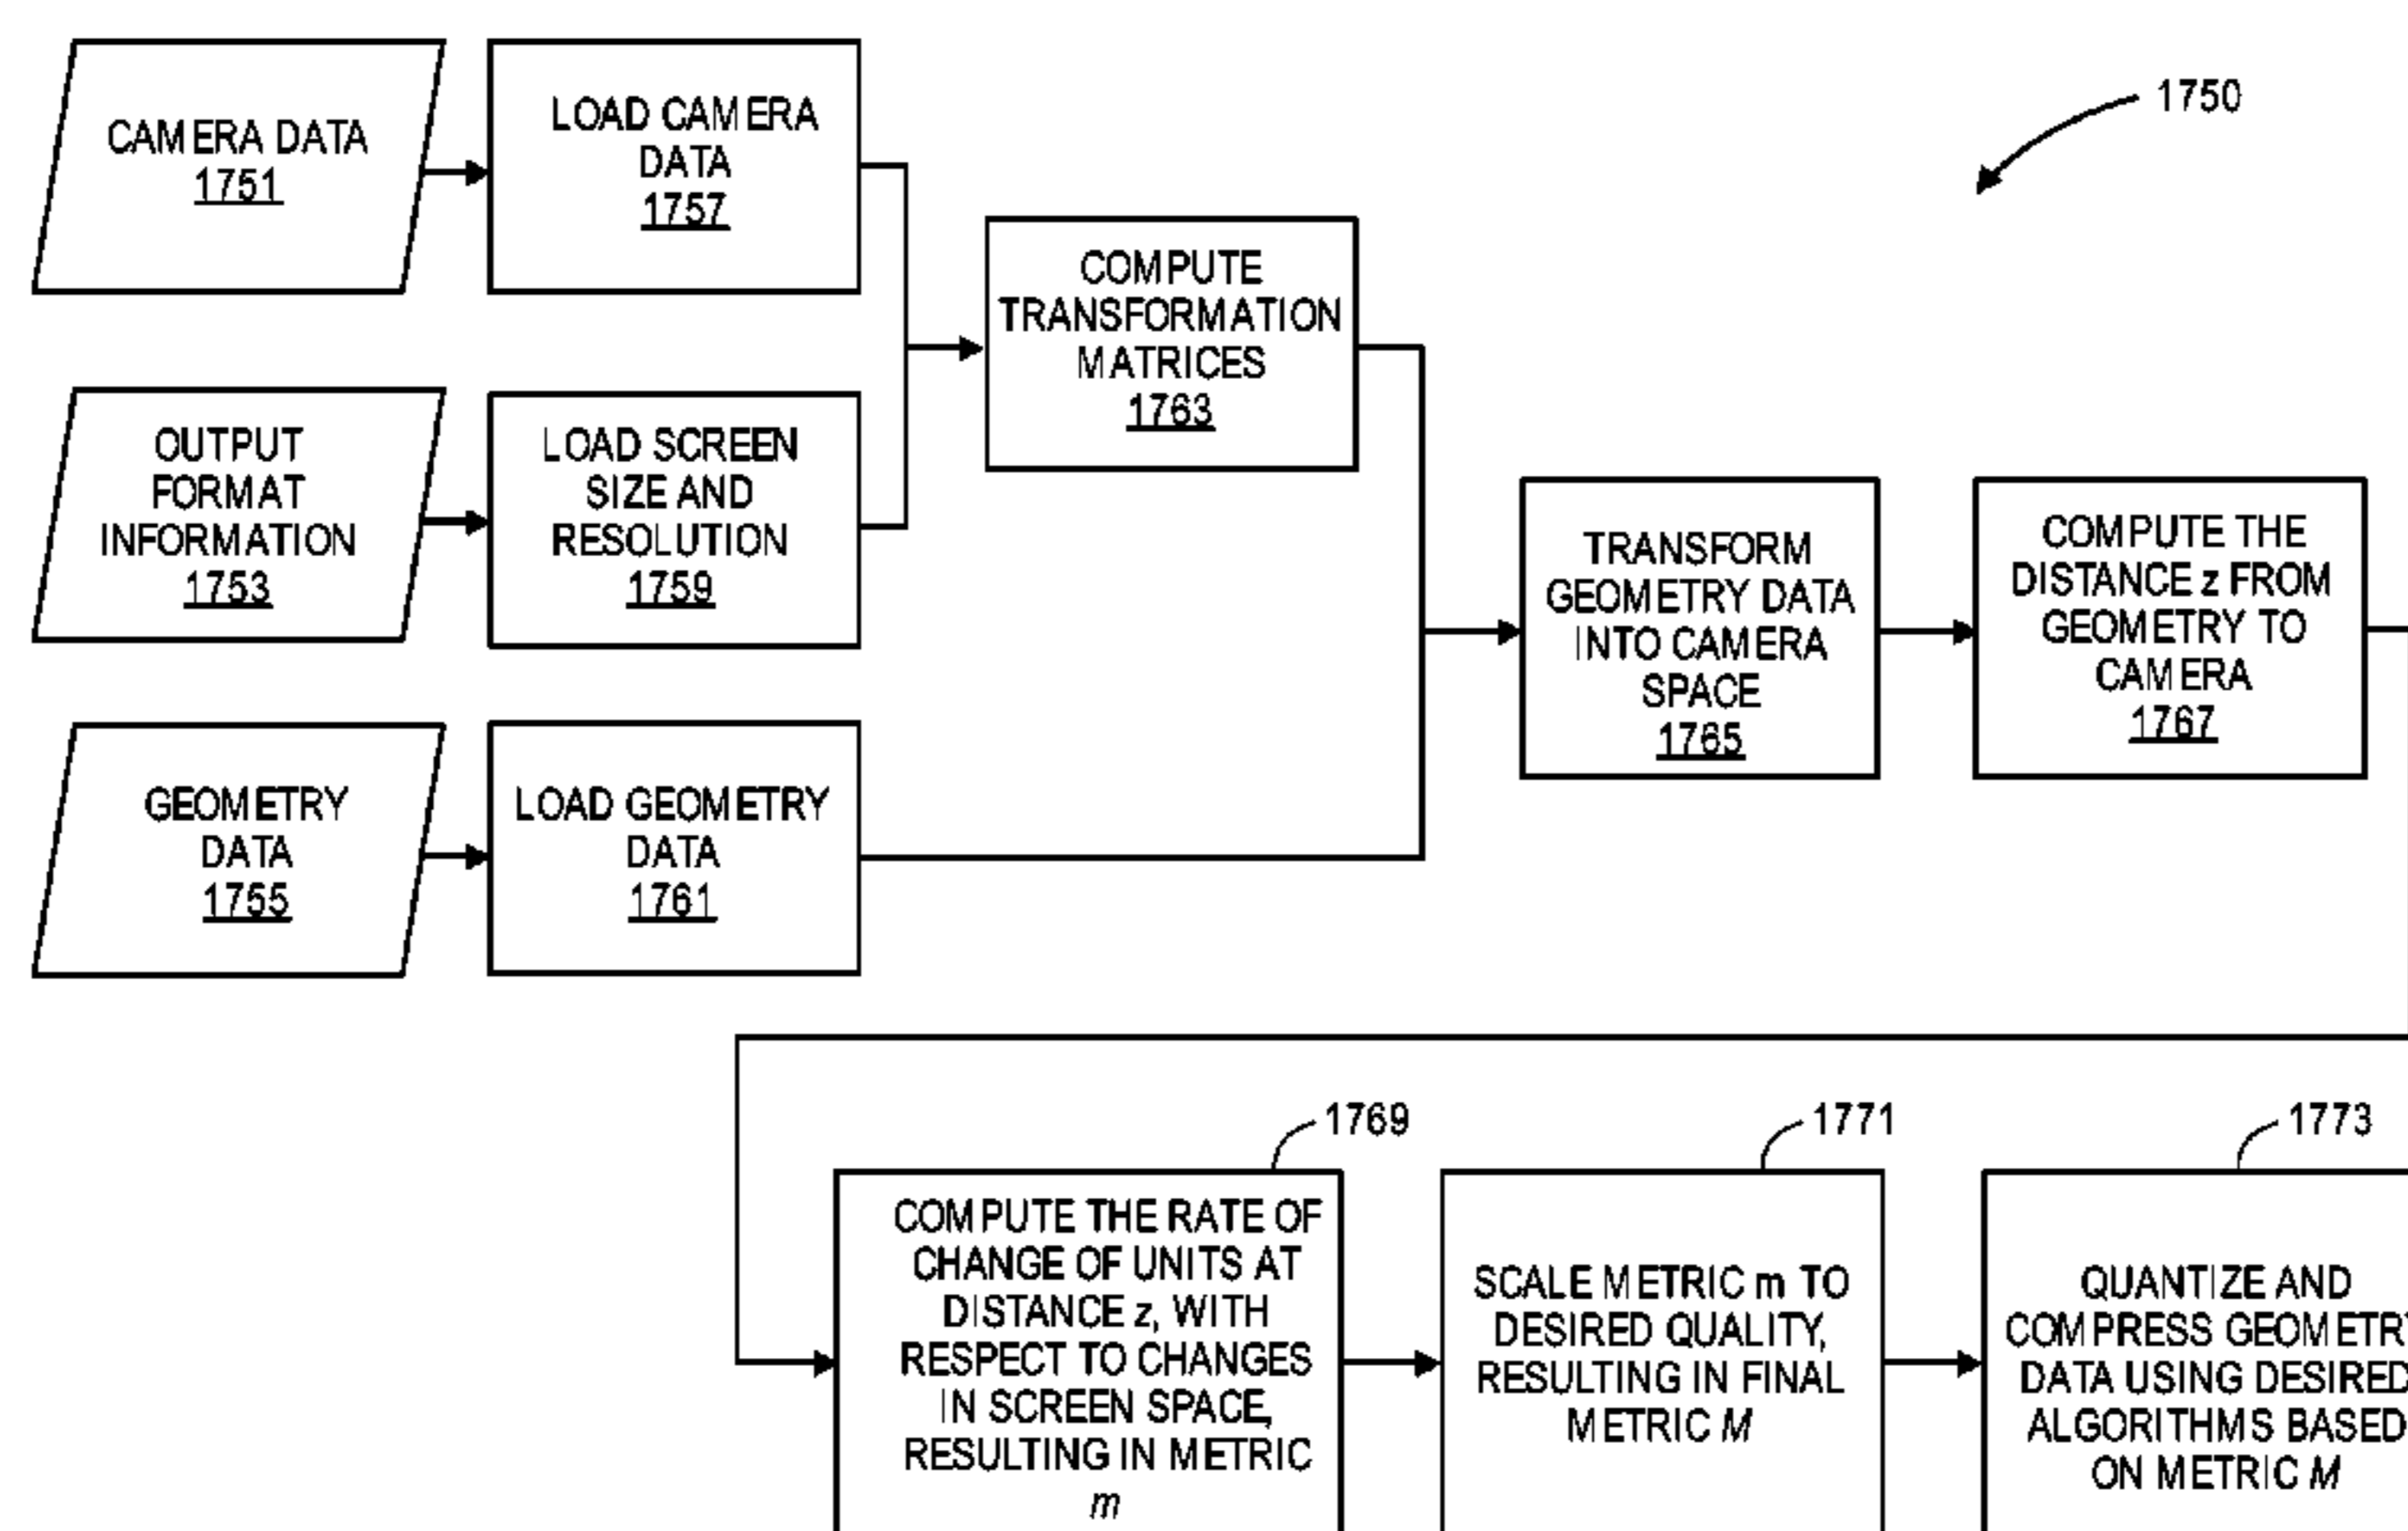 1750
CAMERA DATA
1751
LOAD CAMERA
DATA
1757
COMPUTE
TRANSFORMATION
MATRICES
1763
OUTPUT
FORMAT
INFORMATION
1753
LOAD SCREEN
SIZE AND
RESOLUTION
1759
TRANSFORM
GEOMETRY DATA
INTO CAMERA
SPACE
1765
COMPUTE THE
DISTANCE z FROM
GEOMETRY TO
CAMERA
1767
GEOMETRY
DATA
1755
LOAD GEOMETRY
DATA
1761
1769
COMPUTE THE RATE OF
CHANGE OF UNITS AT
DISTANCE z, WITH
RESPECT TO CHANGES
IN SCREEN SPACE,
RESULTING IN METRIC
m
1771
SCALE METRIC m TO
DESIRED QUALITY,
RESULTING IN FINAL
METRIC M
1773
QUANTIZE AND
COMPRESS GEOMETRY
DATA USING DESIRED
ALGORITHMS BASED
ON METRIC M